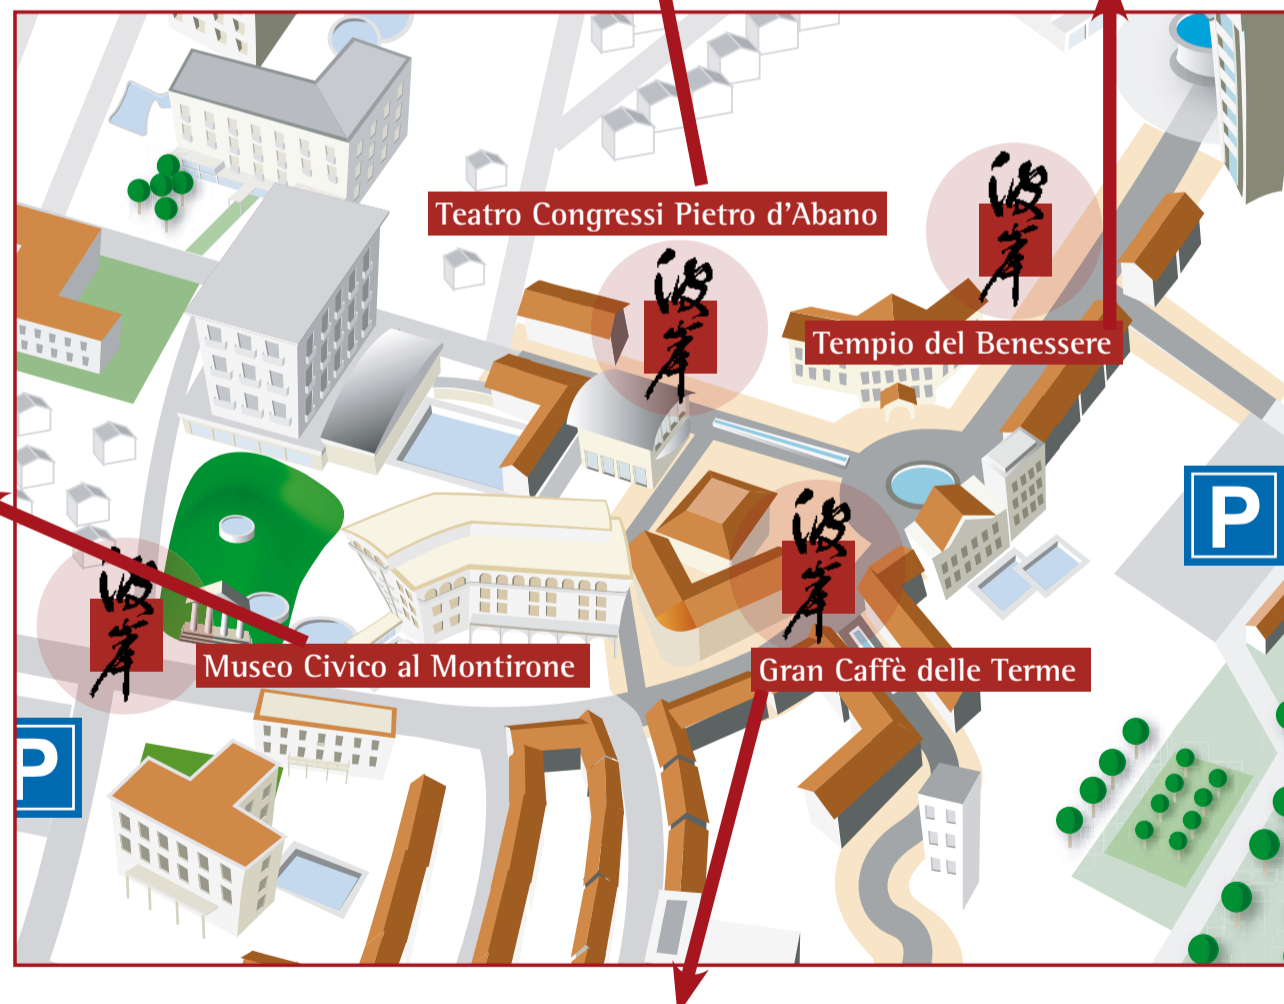 Teatro Congressi Pietro d'Abano
Tempio del Benessere
P
Museo Civico al Montirone
Gran Caffè delle Terme
P